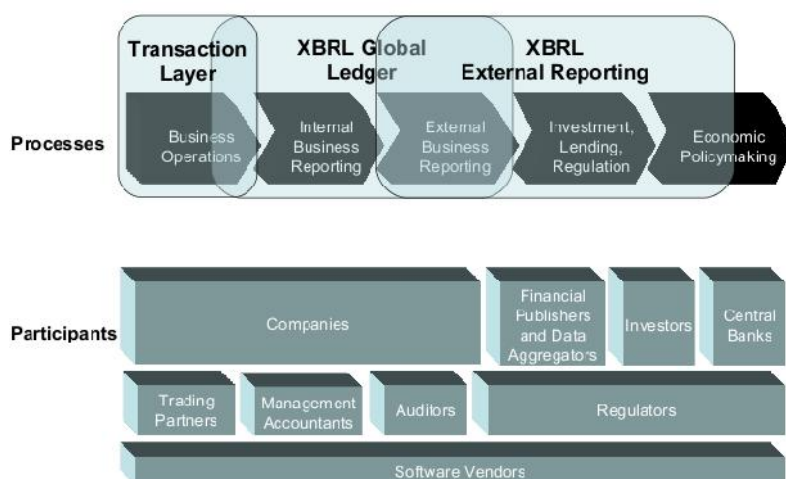 Transaction
Layer
XBRL Global
Ledger
XBRL
External Reporting
Processes
Business
Operations
Internal
Business
Reporting
External
Business
Reporting
Investment,
Lending,
Regulation
Economic
Policymaking
Participants
Companies
Financial
Publishers
and Data
Aggregators
Investors
Central
Banks
Trading
Partners
Management
Accountants
Auditors
Regulators
Software Vendors